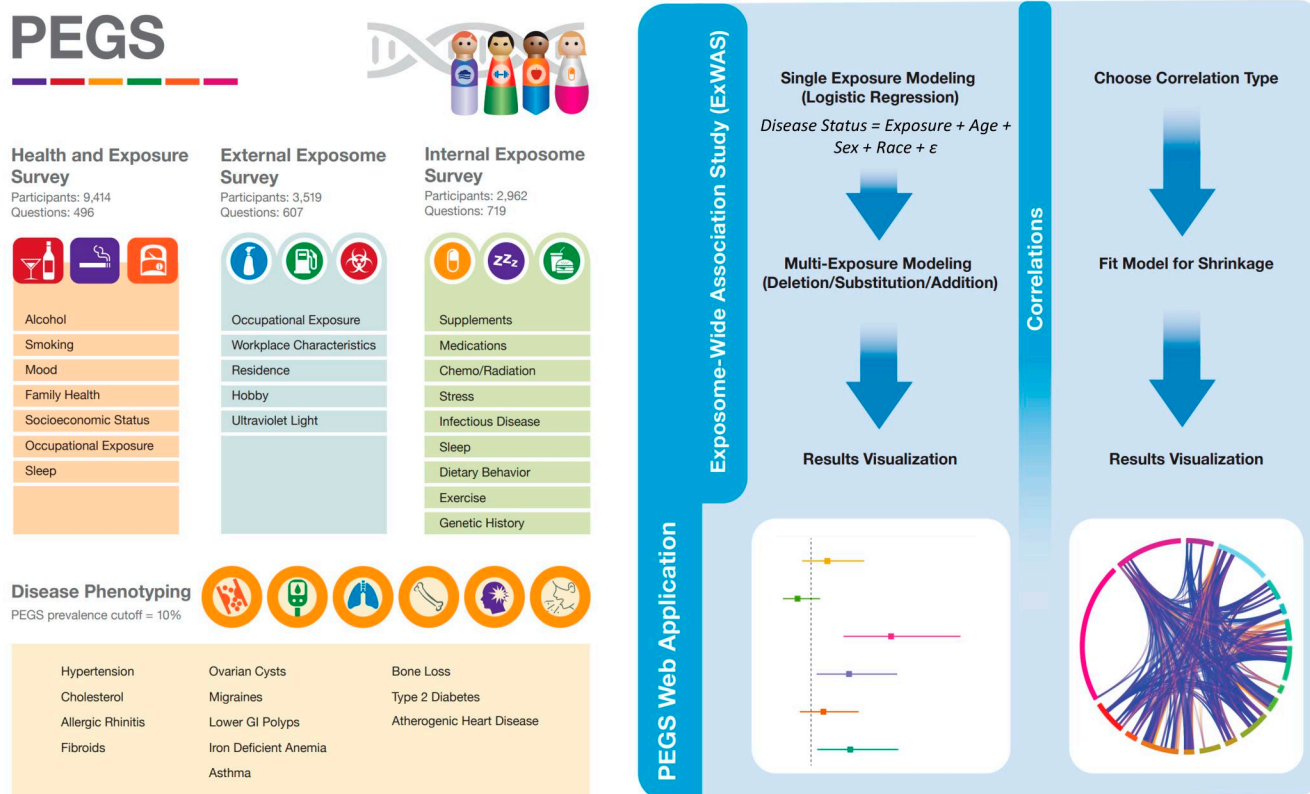 PEGS
Health and Exposure
Survey
Participants: 9,414
Questions: 496
Alcohol
Smoking
Mood
Family Health
Socioeconomic Status
Occupational Exposure
Sleep
External Exposome
Survey
Participants: 3,519
Questions: 607
Occupational Exposure
Workplace Characteristics
Residence
Hobby
Ultraviolet Light
Internal Exposome
Survey
Participants: 2,962
Questions: 719
zzz
Supplements
Medications
Chemo/Radiation
Stress
Infectious Disease
Sleep
Dietary Behavior
Exercise
Genetic History
Disease Phenotyping
PEGS prevalence cutoff = 10%
Hypertension
Cholesterol
Allergic Rhinitis
Fibroids
Ovarian Cysts
Migraines
Lower GI Polyps
Iron Deficient Anemia
Asthma
Bone Loss
Type 2 Diabetes
Atherogenic Heart Disease
PEGS Web Application
Exposome-Wide Association Study (ExWAS)
Single Exposure Modeling
(Logistic Regression)
Disease Status = Exposure + Age +
Sex + Race + ε
Multi-Exposure Modeling
(Deletion/Substitution/Addition)
Results Visualization
Correlations
Choose Correlation Type
Fit Model for Shrinkage
Results Visualization